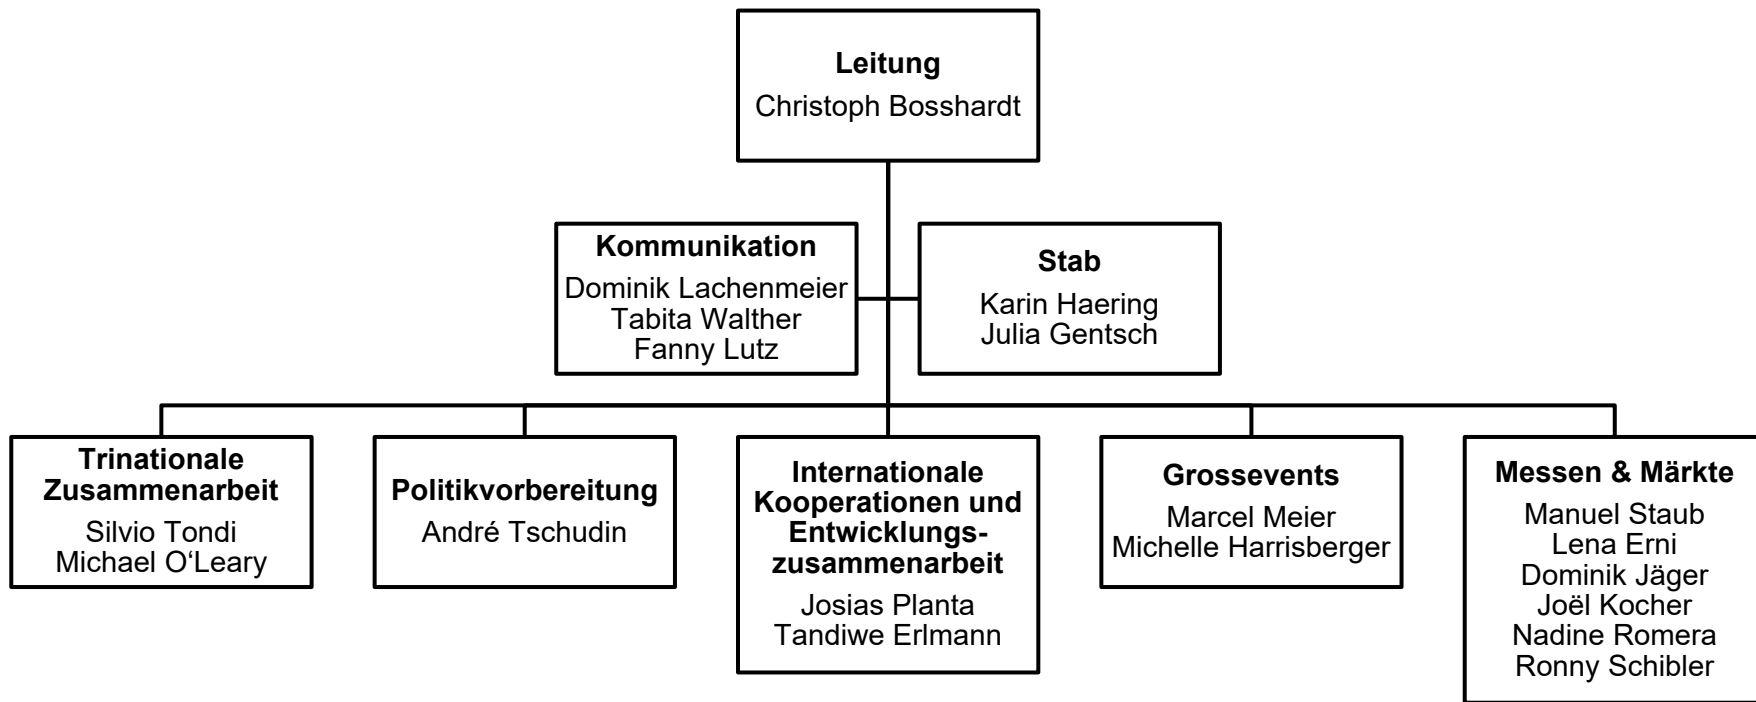 Leitung
Christoph Bosshardt
Kommunikation
Dominik Lachenmeier
Tabita Walther
Fanny Lutz
Stab
Karin Haering
Julia Gentsch
Trinationale
Zusammenarbeit
Silvio Tondi
Michael O‘Leary
Politikvorbereitung
André Tschudin
Internationale
Kooperationen und
Entwicklungs-
zusammenarbeit
Josias Planta
Tandiwe Erlmann
Grossevents
Marcel Meier
Michelle Harrisberger
Messen & Märkte
Manuel Staub
Lena Erni
Dominik Jäger
Joël Kocher
Nadine Romera
Ronny Schibler